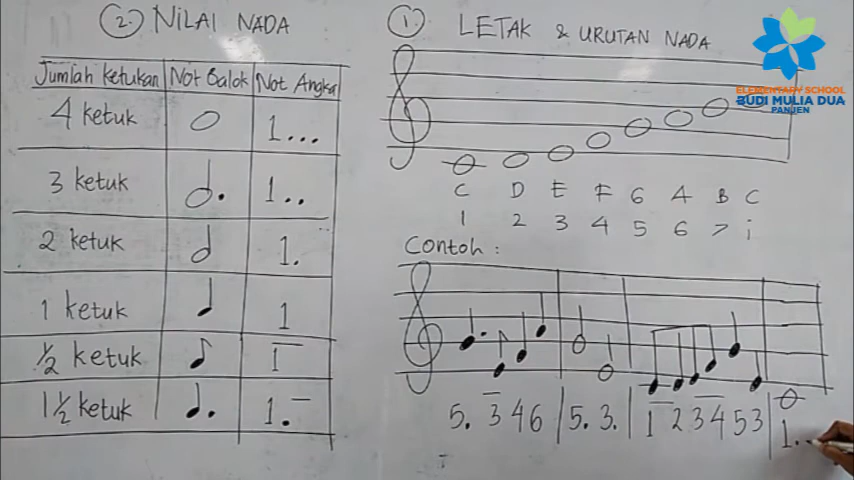 2. NILAI NADA
Jumlah ketukan Not Balok Not Angka
4 ketuk 1...
3 ketuk 1..
2 ketuk 1.
1 ketuk 1
1/2 ketuk 1
1 1/2 ketuk 1.
1. LETAK & URUTAN NADA
C D E F G A B C
1 2 3 4 5 6 7 i
Contoh :
5. 3 4 6 | 5. 3. | 1 2 3 4 5 3 | 1..
ELEMENTARY SCHOOL
BUDI MULIA DUA
PANJEN